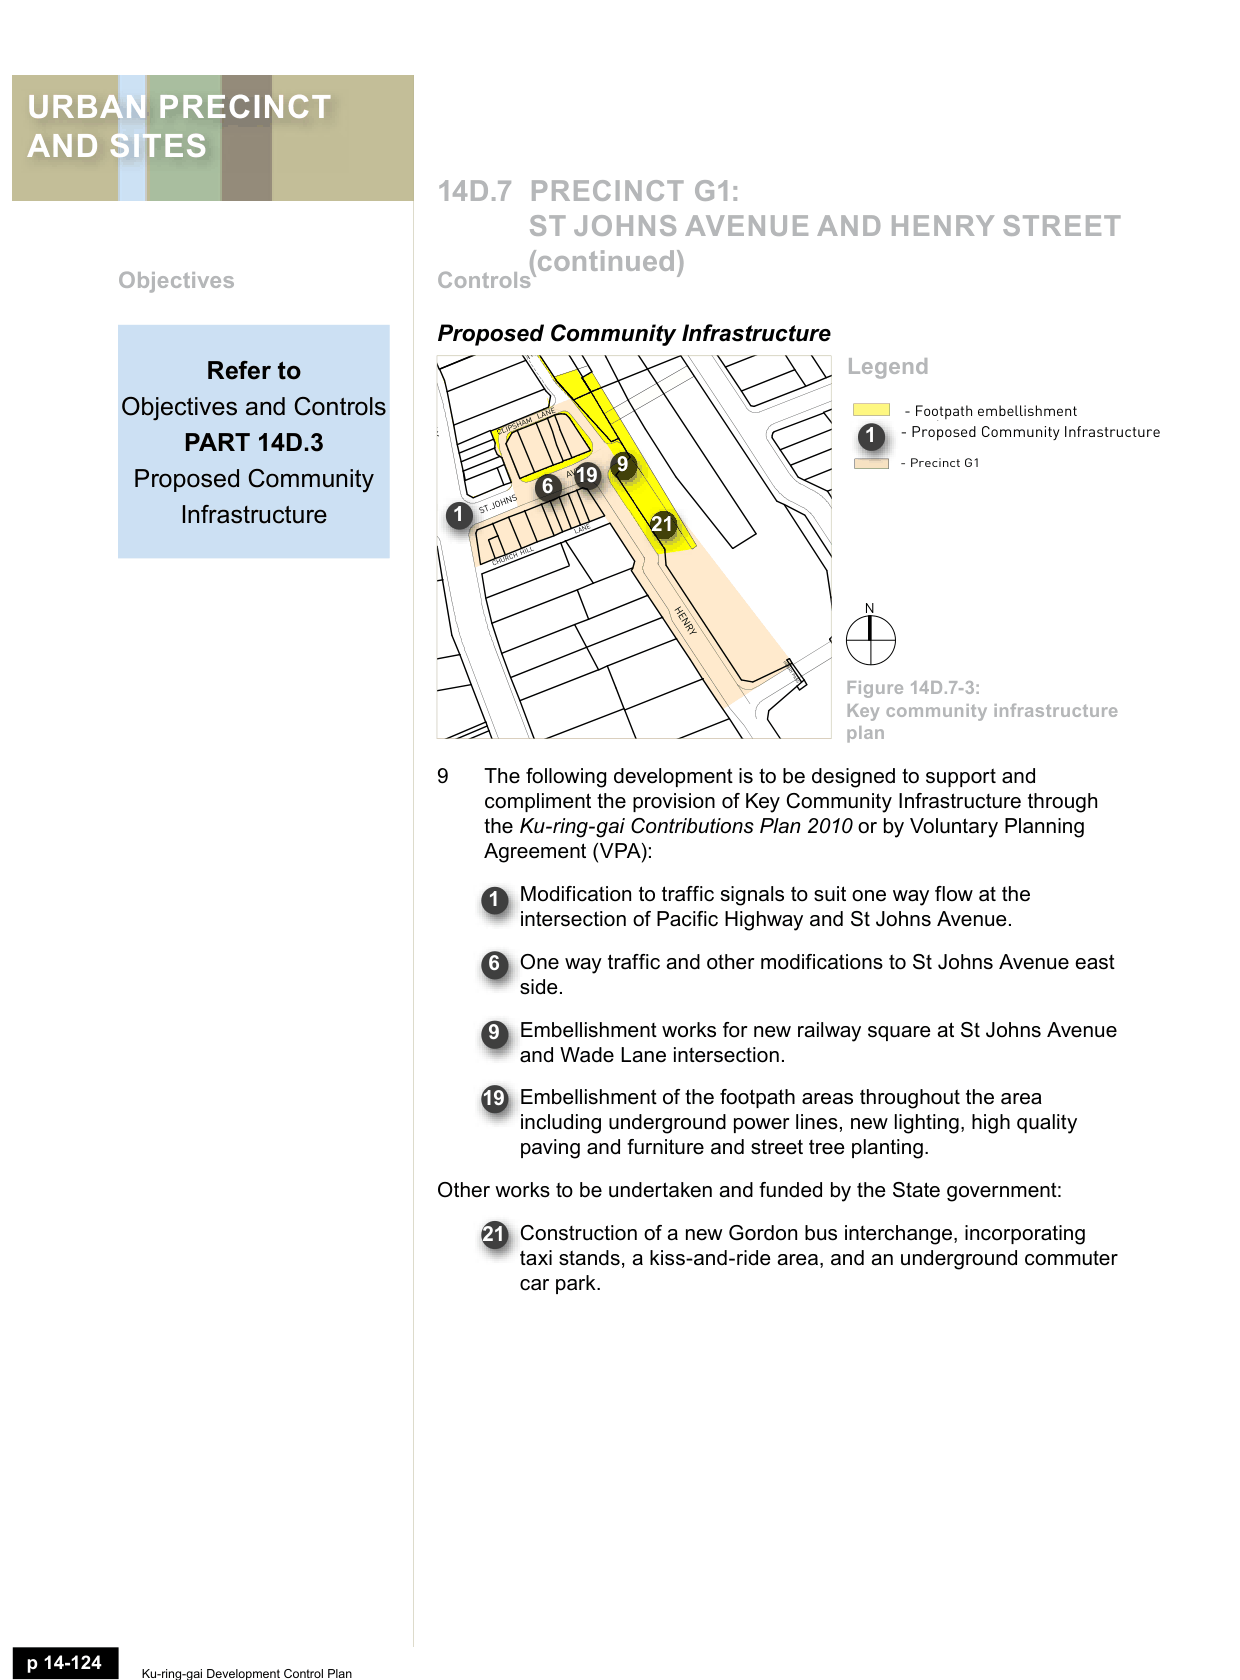 URBAN PRECINCT
AND SITES
14D.7 PRECINCT G1:
ST JOHNS AVENUE AND HENRY STREET
(continued)
Objectives
Controls
Refer to
Objectives and Controls
PART 14D.3
Proposed Community
Infrastructure
Proposed Community Infrastructure
CLIPSHAM LANE
ST. JOHNS
AV
CHURCH HILL
LANE
HENRY
1
6
19
9
21
Legend
- Footpath embellishment
1 - Proposed Community Infrastructure
- Precinct G1
N
Figure 14D.7-3:
Key community infrastructure
plan
9 The following development is to be designed to support and
compliment the provision of Key Community Infrastructure through
the Ku-ring-gai Contributions Plan 2010 or by Voluntary Planning
Agreement (VPA):
1 Modification to traffic signals to suit one way flow at the
intersection of Pacific Highway and St Johns Avenue.
6 One way traffic and other modifications to St Johns Avenue east
side.
9 Embellishment works for new railway square at St Johns Avenue
and Wade Lane intersection.
19 Embellishment of the footpath areas throughout the area
including underground power lines, new lighting, high quality
paving and furniture and street tree planting.
Other works to be undertaken and funded by the State government:
21 Construction of a new Gordon bus interchange, incorporating
taxi stands, a kiss-and-ride area, and an underground commuter
car park.
p 14-124
Ku-ring-gai Development Control Plan